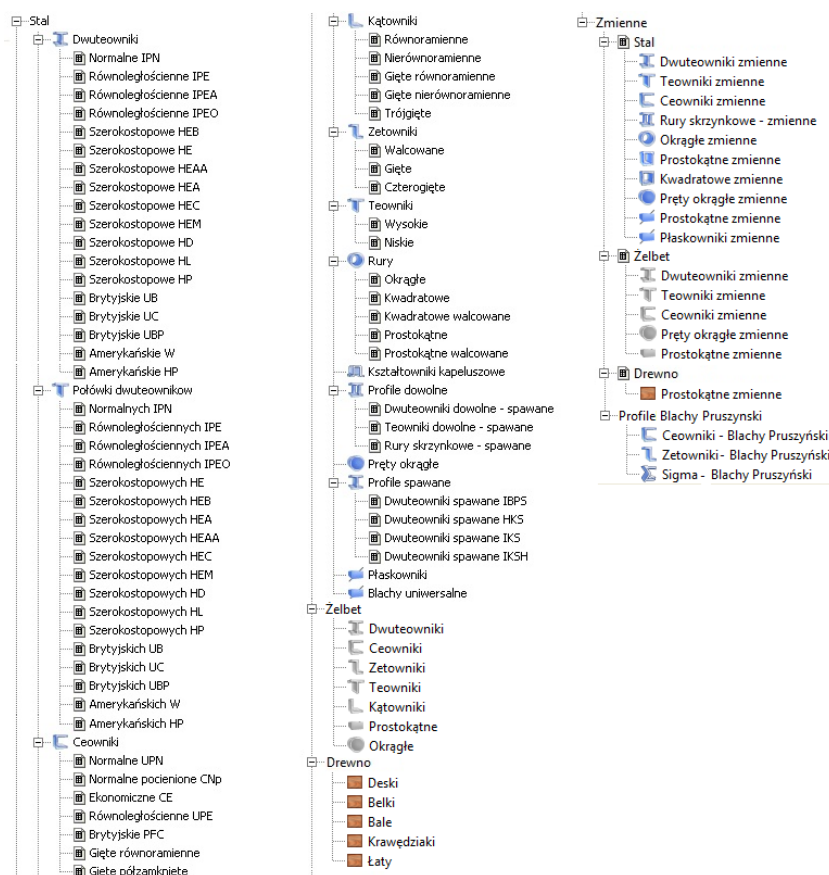 Stal
Dwuteowniki
Normalne IPN
Równoległościenne IPE
Równoległościenne IPEA
Równoległościenne IPEO
Szerokostopowe HEB
Szerokostopowe HE
Szerokostopowe HEAA
Szerokostopowe HEA
Szerokostopowe HEC
Szerokostopowe HEM
Szerokostopowe HD
Szerokostopowe HL
Szerokostopowe HP
Brytyjskie UB
Brytyjskie UC
Brytyjskie UBP
Amerykańskie W
Amerykańskie HP
Połówki dwuteownikow
Normalnych IPN
Równoległościennych IPE
Równoległościennych IPEA
Równoległościennych IPEO
Szerokostopowych HE
Szerokostopowych HEB
Szerokostopowych HEA
Szerokostopowych HEAA
Szerokostopowych HEC
Szerokostopowych HEM
Szerokostopowych HD
Szerokostopowych HL
Szerokostopowych HP
Brytyjskich UB
Brytyjskich UC
Brytyjskich UBP
Amerykańskich W
Amerykańskich HP
Ceowniki
Normalne UPN
Normalne pocienione CNp
Ekonomiczne CE
Równoległościenne UPE
Brytyjskie PFC
Gięte równoramienne
Gięte półzamknięte
Kątowniki
Równoramienne
Nierównoramienne
Gięte równoramienne
Gięte nierównoramienne
Trójgięte
Zetowniki
Walcowane
Gięte
Czterogięte
Teowniki
Wysokie
Niskie
Rury
Okrągłe
Kwadratowe
Kwadratowe walcowane
Prostokątne
Prostokątne walcowane
Kształtowniki kapeluszowe
Profile dowolne
Dwuteowniki dowolne - spawane
Teowniki dowolne - spawane
Rury skrzynkowe - spawane
Pręty okrągłe
Profile spawane
Dwuteowniki spawane IBPS
Dwuteowniki spawane HKS
Dwuteowniki spawane IKS
Dwuteowniki spawane IKSH
Płaskowniki
Blachy uniwersalne
Żelbet
Dwuteowniki
Ceowniki
Zetowniki
Teowniki
Kątowniki
Prostokątne
Okrągłe
Drewno
Deski
Belki
Bale
Krawędziaki
Łaty
Zmienne
Stal
Dwuteowniki zmienne
Teowniki zmienne
Ceowniki zmienne
Rury skrzynkowe - zmienne
Okrągłe zmienne
Prostokątne zmienne
Kwadratowe zmienne
Pręty okrągłe zmienne
Prostokątne zmienne
Płaskowniki zmienne
Żelbet
Dwuteowniki zmienne
Teowniki zmienne
Ceowniki zmienne
Pręty okrągłe zmienne
Prostokątne zmienne
Drewno
Prostokątne zmienne
Profile Blachy Pruszynski
Ceowniki - Blachy Pruszyński
Zetowniki- Blachy Pruszyński
Sigma - Blachy Pruszyński